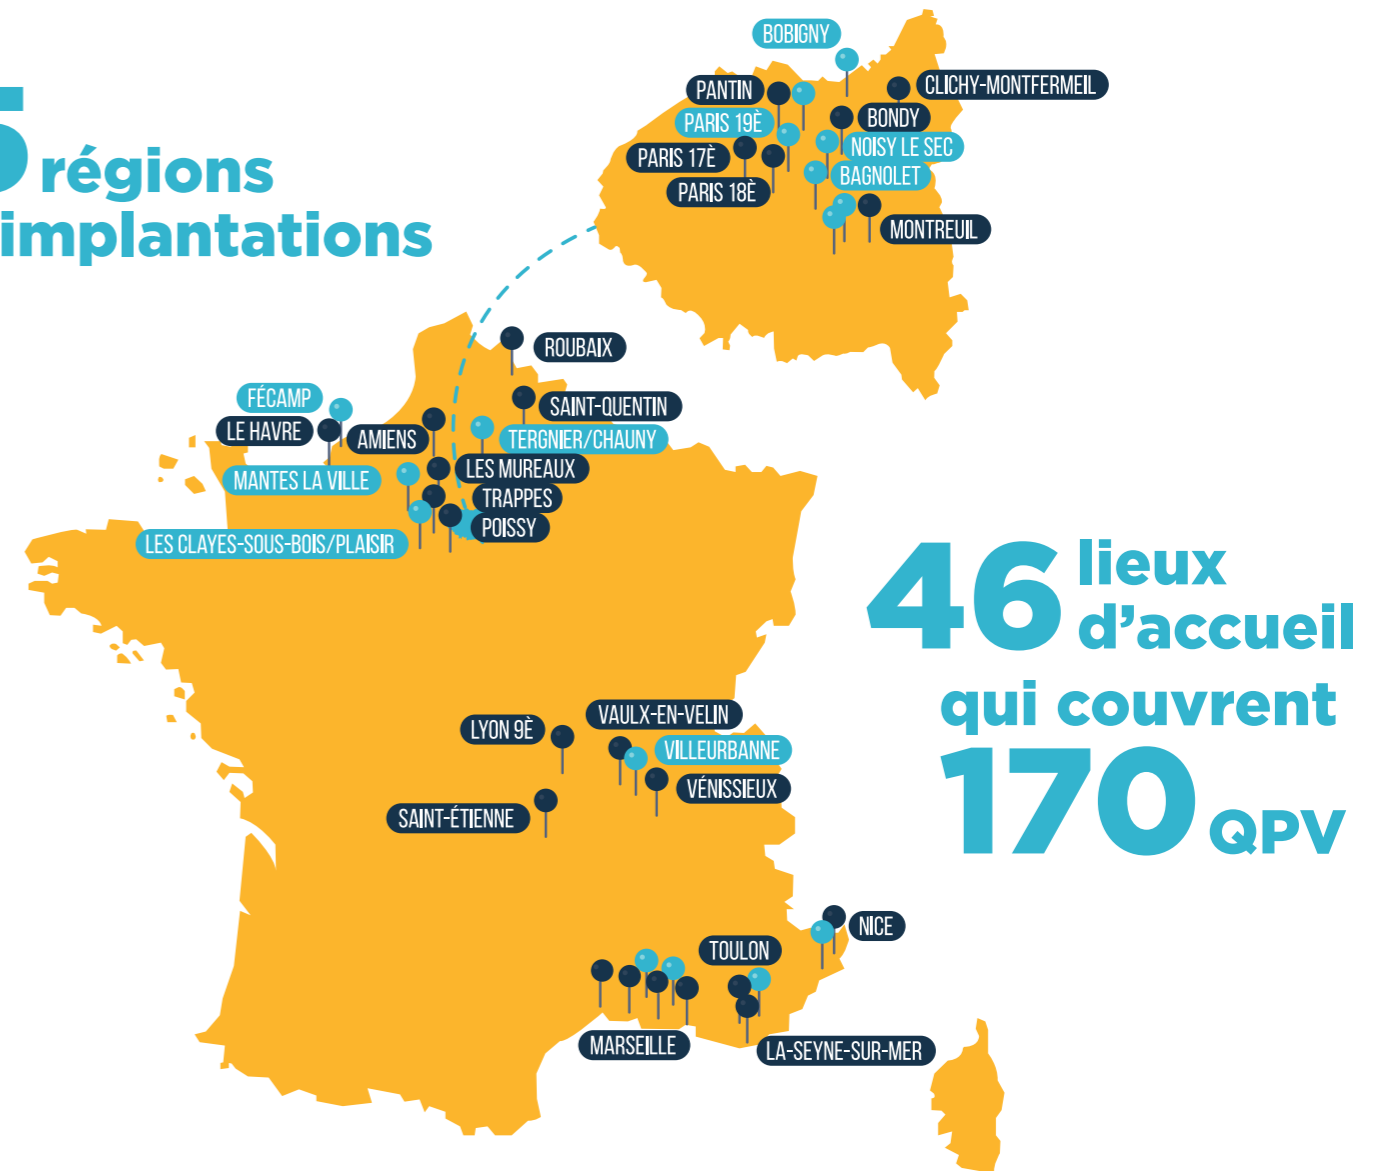 5 régions
implantations
BOBIGNY
PANTIN
CLICHY-MONTFERMEIL
PARIS 19È
BONDY
NOISY LE SEC
PARIS 17È
BAGNOLET
PARIS 18È
MONTREUIL
ROUBAIX
FÉCAMP
SAINT-QUENTIN
LE HAVRE
AMIENS
TERGNIER/CHAUNY
MANTES LA VILLE
LES MUREAUX
TRAPPES
POISSY
LES CLAYES-SOUS-BOIS/PLAISIR
46 lieux
d’accueil
qui couvrent
170 QPV
LYON 9È
VAULX-EN-VELIN
VILLEURBANNE
VÉNISSIEUX
SAINT-ÉTIENNE
NICE
TOULON
MARSEILLE
LA-SEYNE-SUR-MER